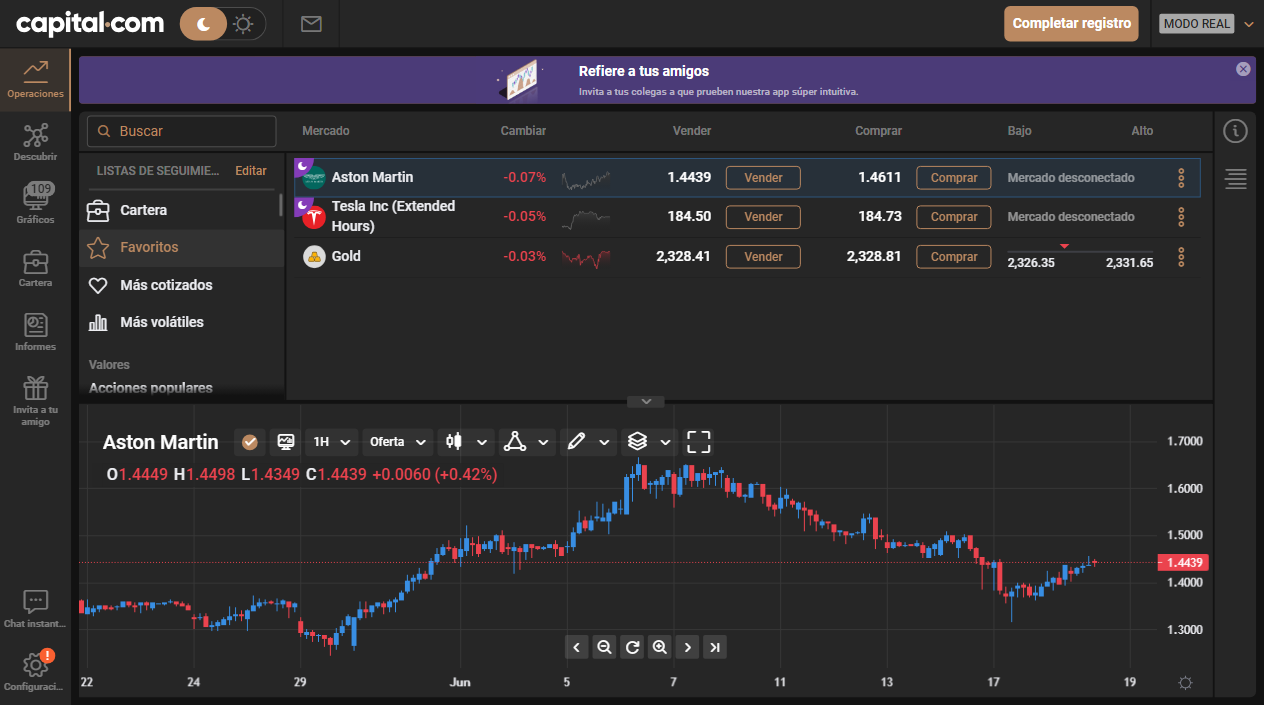 capital.com
Completar registro
MODO REAL
Operaciones
Descubrir
109
Gráficos
Cartera
Informes
Invita a tu
amigo
Chat instant...
!
Configuraci...
Refiere a tus amigos
Invita a tus colegas a que prueben nuestra app súper intuitiva.
Buscar
LISTAS DE SEGUIMIE... Editar
Cartera
Favoritos
Más cotizados
Más volátiles
Valores
Acciones populares
Mercado Cambiar Vender Comprar Bajo Alto
Aston Martin -0.07% 1.4439 Vender 1.4611 Comprar Mercado desconectado
Tesla Inc (Extended
Hours) -0.05% 184.50 Vender 184.73 Comprar Mercado desconectado
Gold -0.03% 2,328.41 Vender 2,328.81 Comprar 2,326.35 2,331.65
Aston Martin 1H Oferta
O1.4449 H1.4498 L1.4349 C1.4439 +0.0060 (+0.42%)
1.7000
1.6000
1.5000
1.4439
1.4000
1.3000
22 24 29 Jun 5 7 11 13 17 19